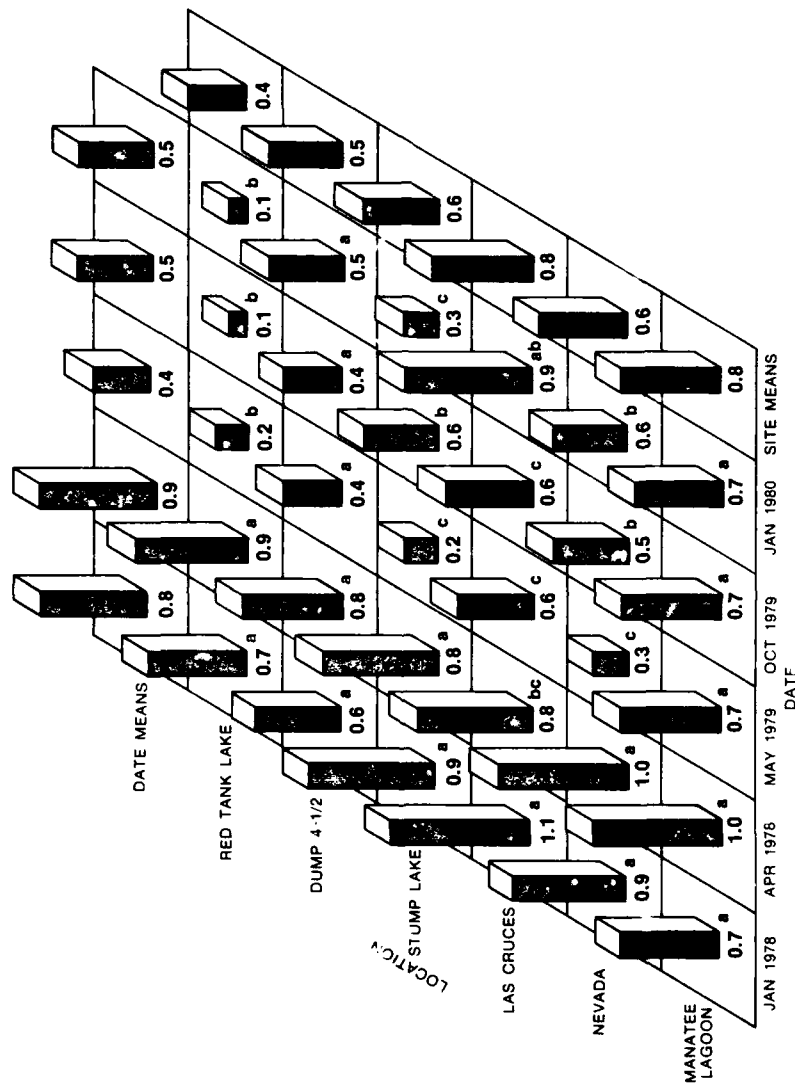 DATE MEANS 0.8 0.9 0.4 0.5 0.5
RED TANK LAKE 0.7 a 0.9 a 0.2 b 0.1 b 0.1 b 0.4
DUMP 4-1/2 0.6 a 0.8 a 0.4 a 0.4 a 0.5 a 0.5
STUMP LAKE 0.9 a 0.8 a 0.2 c 0.6 b 0.3 c 0.6
LOCATION
LAS CRUCES 1.1 a 0.8 bc 0.6 c 0.6 c 0.9 ab 0.8
NEVADA 0.9 a 1.0 a 0.3 c 0.5 b 0.6 b 0.6
MANATEE
LAGOON 0.7 a 1.0 a 0.7 a 0.7 a 0.7 a 0.8
JAN 1978 APR 1978 MAY 1979 OCT 1979 JAN 1980 SITE MEANS
DATE